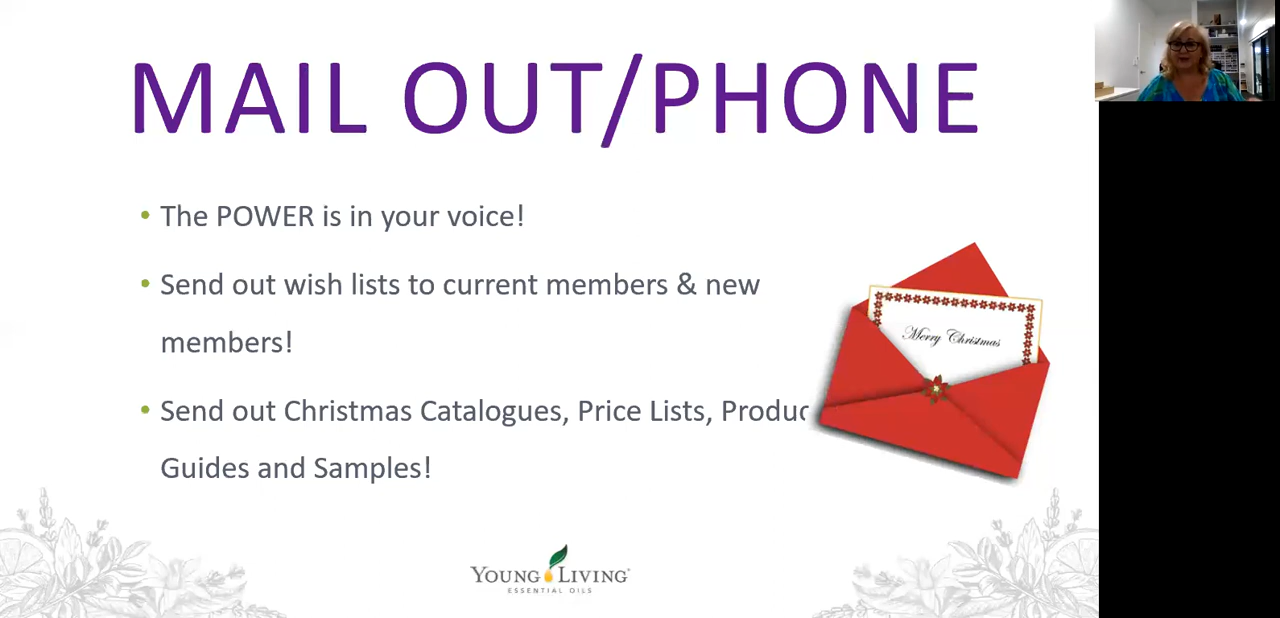 MAIL OUT/PHONE
• The POWER is in your voice!
• Send out wish lists to current members & new
members!
Merry Christmas
• Send out Christmas Catalogues, Price Lists, Produc
Guides and Samples!
YOUNG LIVING
ESSENTIAL OILS